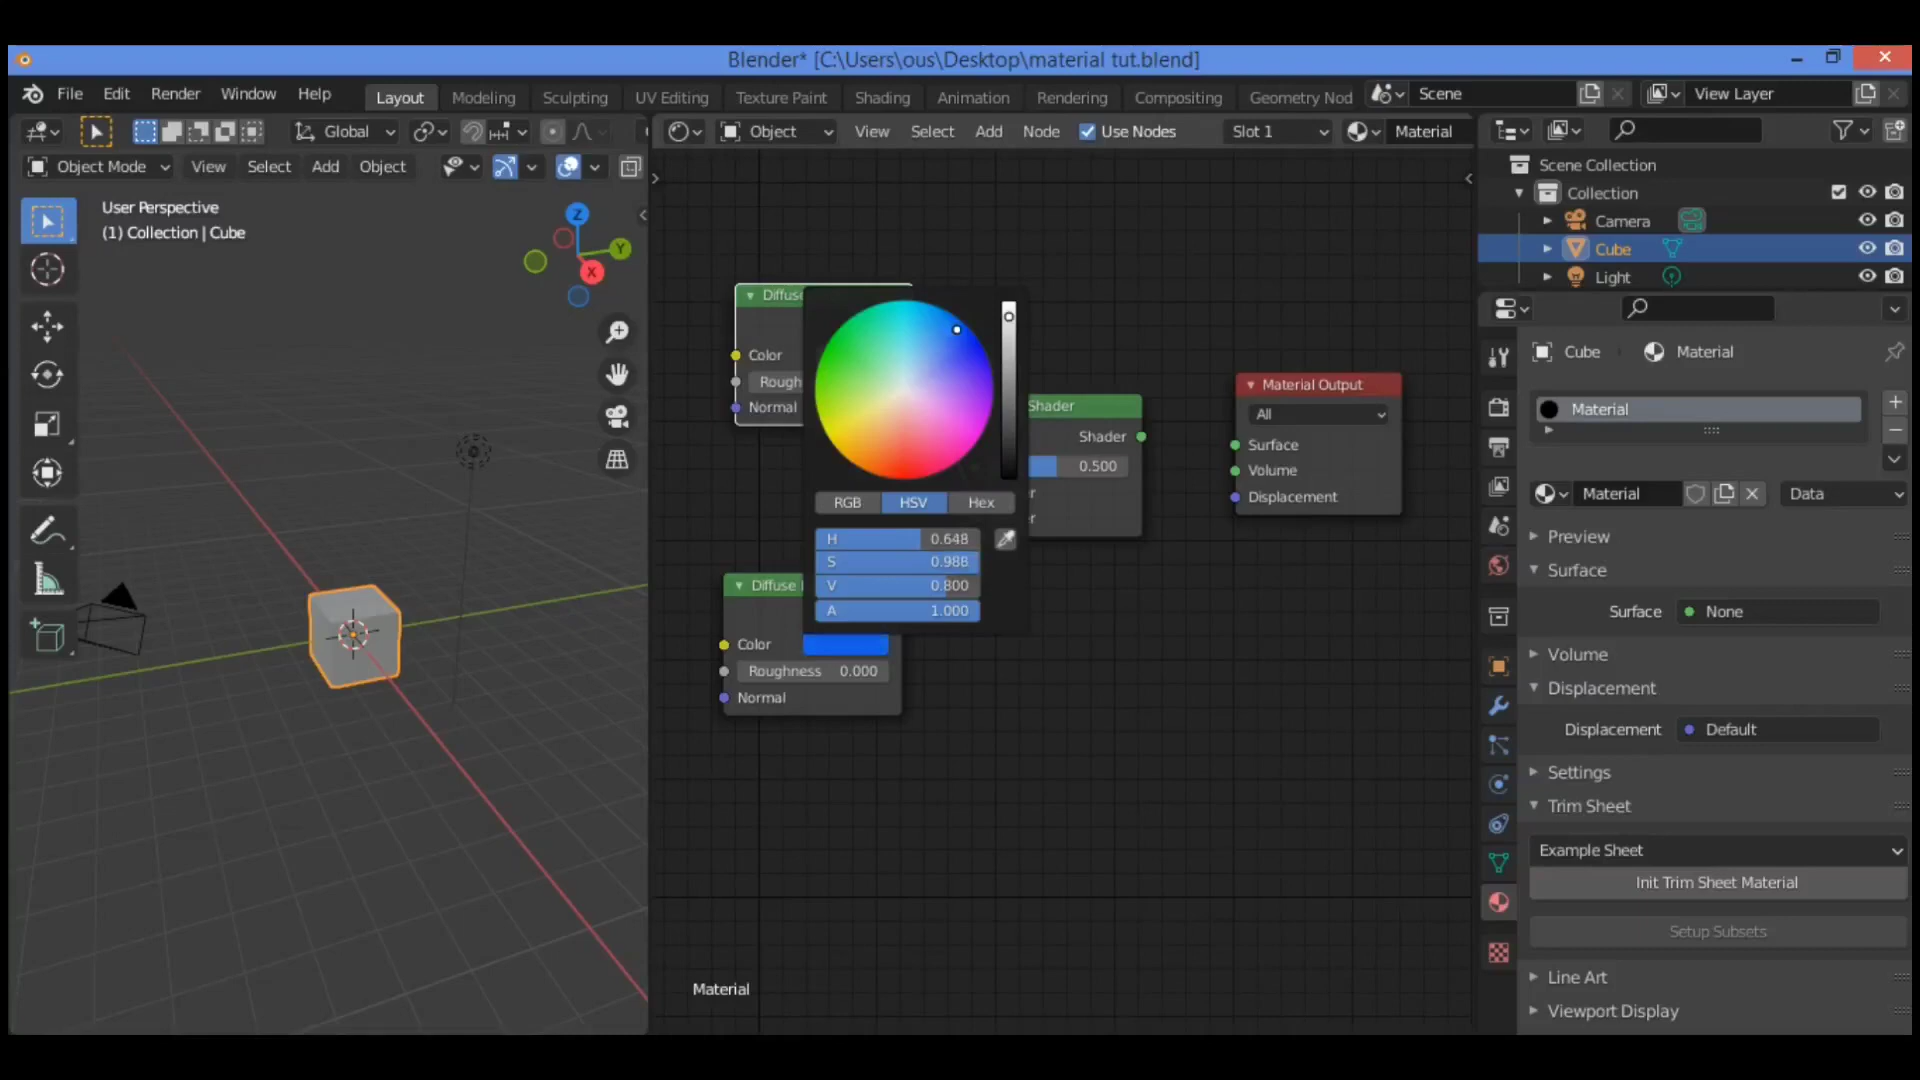 Blender* [C:\Users\ous\Desktop\material tut.blend]
File Edit Render Window Help Layout Modeling Sculpting UV Editing Texture Paint Shading Animation Rendering Compositing Geometry Nod Scene View Layer
Global Object View Select Add Node Use Nodes Slot 1 Material
Object Mode View Select Add Object
User Perspective
(1) Collection | Cube
Z
Y
X
Diffuse
Color
Rough
Normal
RGB HSV Hex
H 0.648
S 0.988
V 0.800
A 1.000
Shader
Shader
0.500
r
r
Material Output
All
Surface
Volume
Displacement
Diffuse
Color
Roughness 0.000
Normal
Material
Scene Collection
Collection
Camera
Cube
Light
Cube Material
Material
Material Data
Preview
Surface
Surface None
Volume
Displacement
Displacement Default
Settings
Trim Sheet
Example Sheet
Init Trim Sheet Material
Setup Subsets
Line Art
Viewport Display